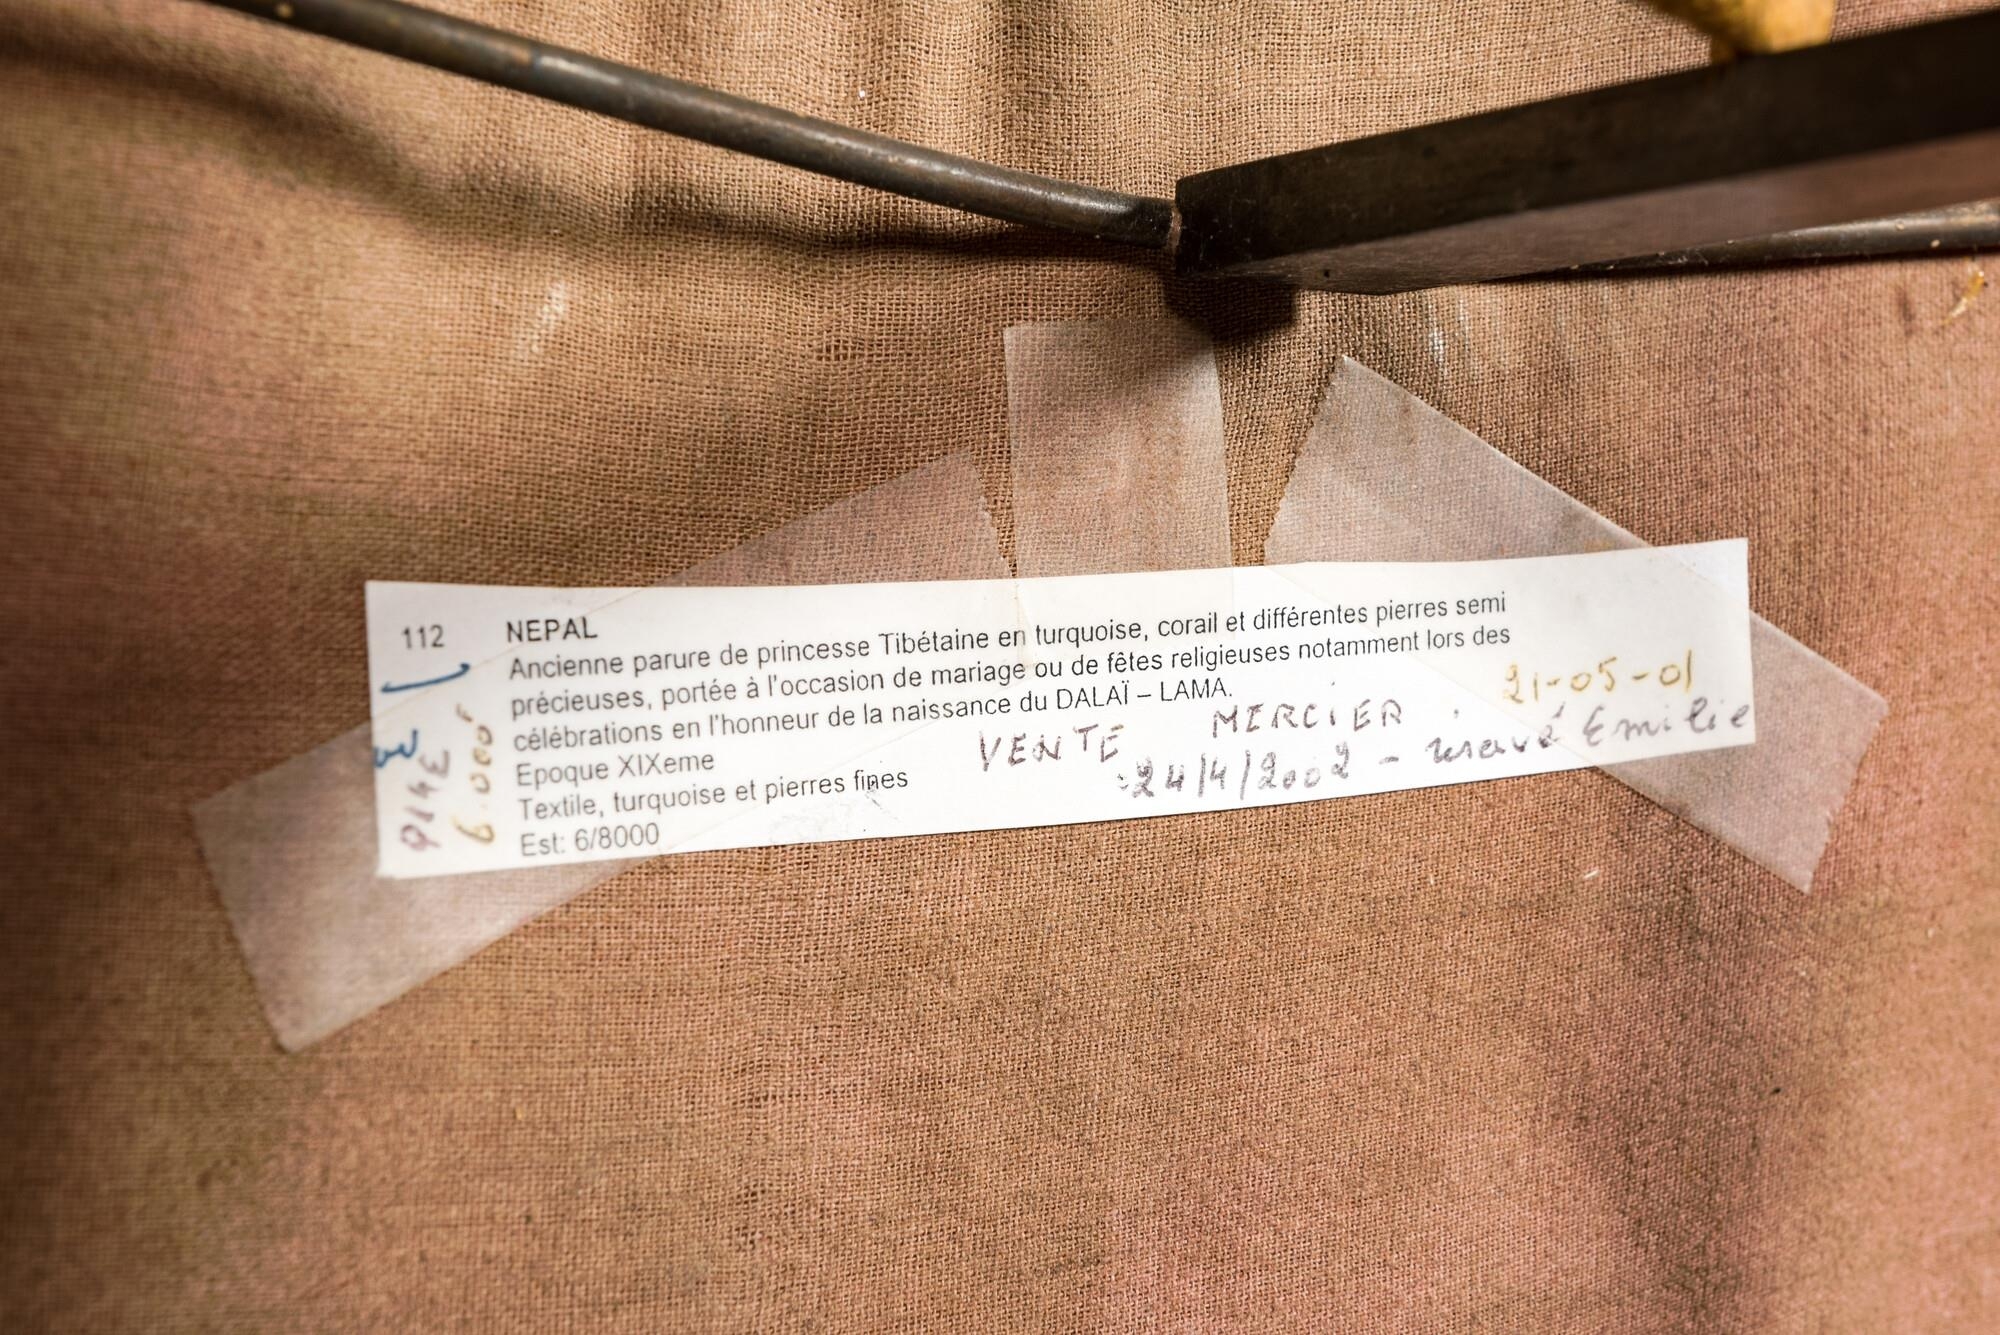 112 NEPAL
Ancienne parure de princesse Tibétaine en turquoise, corail et différentes pierres semi
précieuses, portée à l'occasion de mariage ou de fêtes religieuses notamment lors des
célébrations en l'honneur de la naissance du DALAÏ – LAMA.
Epoque XIXeme
Textile, turquoise et pierres fines
Est: 6/8000
VENTE MERCIER . 21-05-01
24/4/2002 - Emilie
6.000